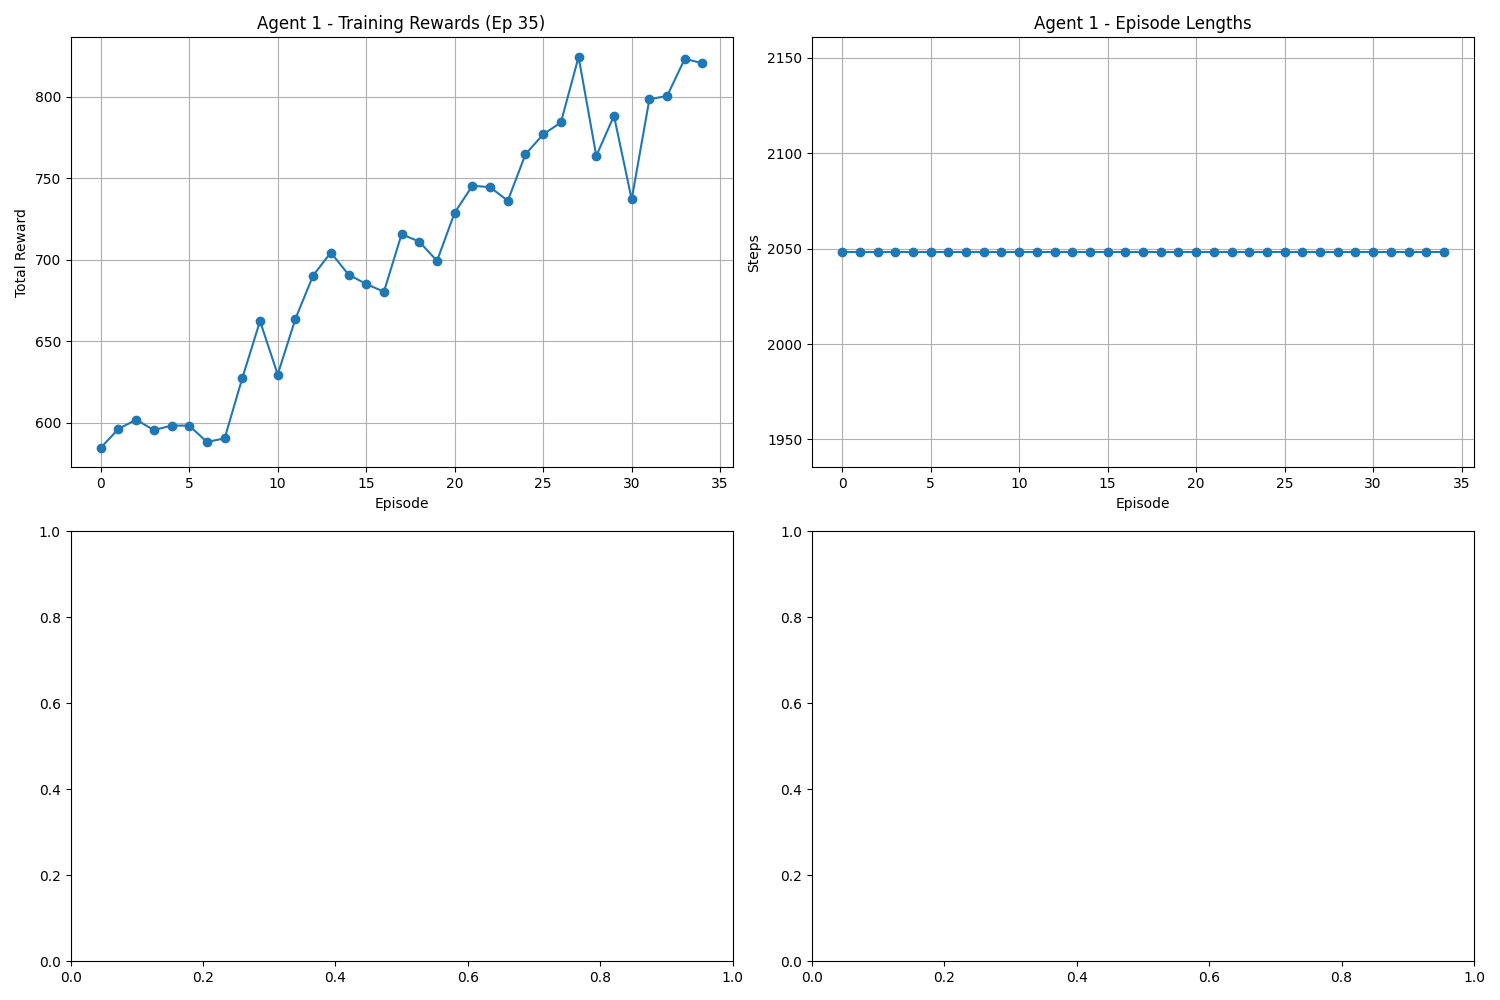 Agent 1 - Training Rewards (Ep 35)
Total Reward
800
750
700
650
600
0 5 10 15 20 25 30 35
Episode
Agent 1 - Episode Lengths
Steps
2150
2100
2050
2000
1950
0 5 10 15 20 25 30 35
Episode
1.0
0.8
0.6
0.4
0.2
0.0
0.0 0.2 0.4 0.6 0.8 1.0
1.0
0.8
0.6
0.4
0.2
0.0
0.0 0.2 0.4 0.6 0.8 1.0